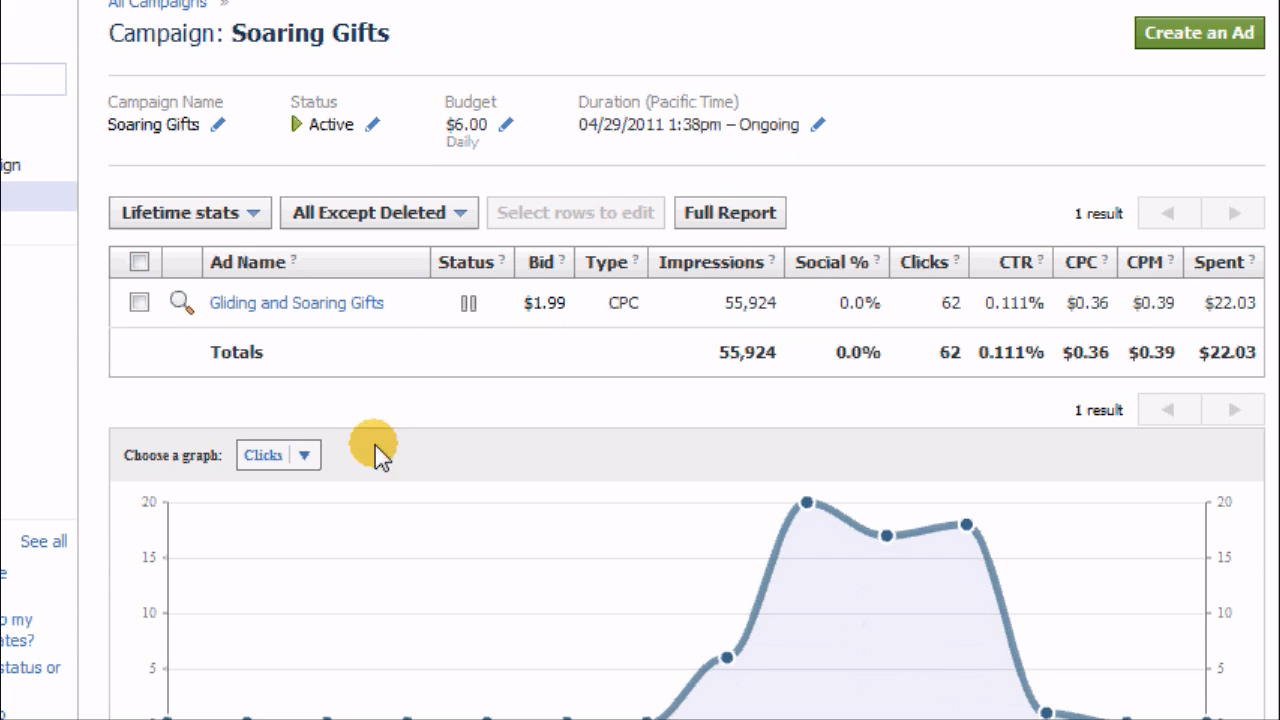 All Campaigns »
Campaign: Soaring Gifts
Create an Ad
Campaign Name Status Budget Duration (Pacific Time)
Soaring Gifts Active $6.00 04/29/2011 1:38pm – Ongoing
Daily
ign
Lifetime stats All Except Deleted Select rows to edit Full Report 1 result
Ad Name ? Status ? Bid ? Type ? Impressions ? Social % ? Clicks ? CTR ? CPC ? CPM ? Spent ?
Gliding and Soaring Gifts $1.99 CPC 55,924 0.0% 62 0.111% $0.36 $0.39 $22.03
Totals 55,924 0.0% 62 0.111% $0.36 $0.39 $22.03
1 result
Choose a graph: Clicks
20 20
15 15
10 10
5 5
See all
e
o my
ates?
status or